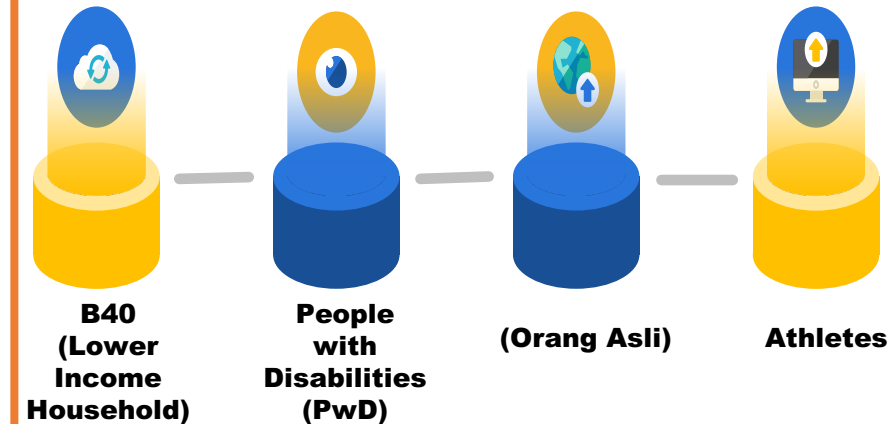 B40
(Lower
Income
Household)
People
with
Disabilities
(PwD)
(Orang Asli)
Athletes